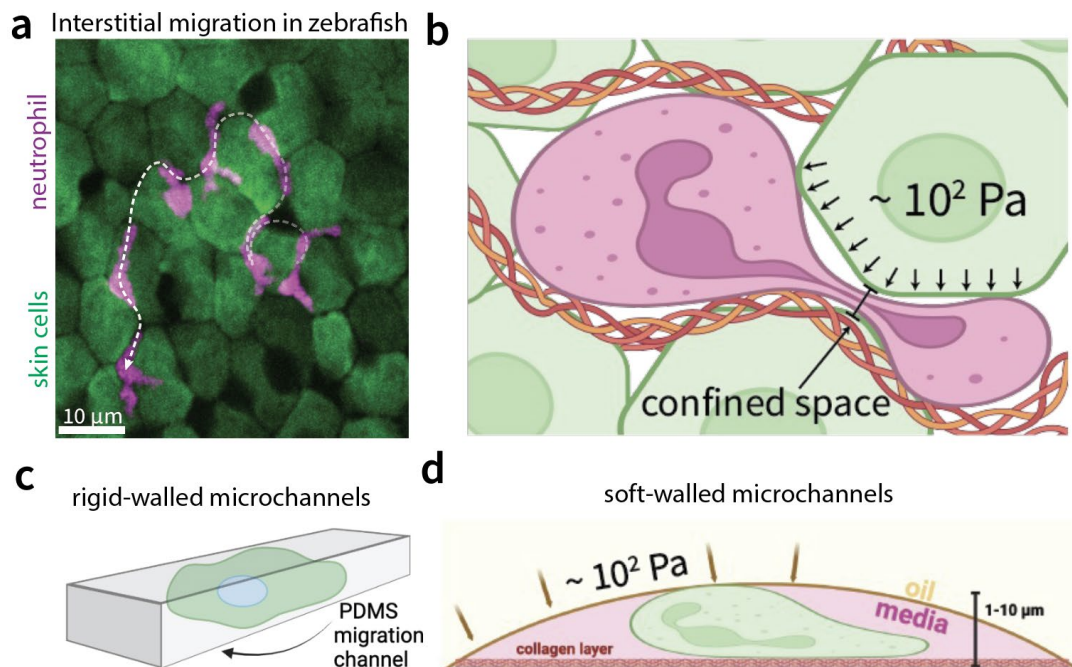 a Interstitial migration in zebrafish
neutrophil
skin cells
10 µm
b
~ 10² Pa
confined space
c
rigid-walled microchannels
PDMS
migration
channel
d
soft-walled microchannels
~ 10² Pa
oil
media
1-10 µm
collagen layer